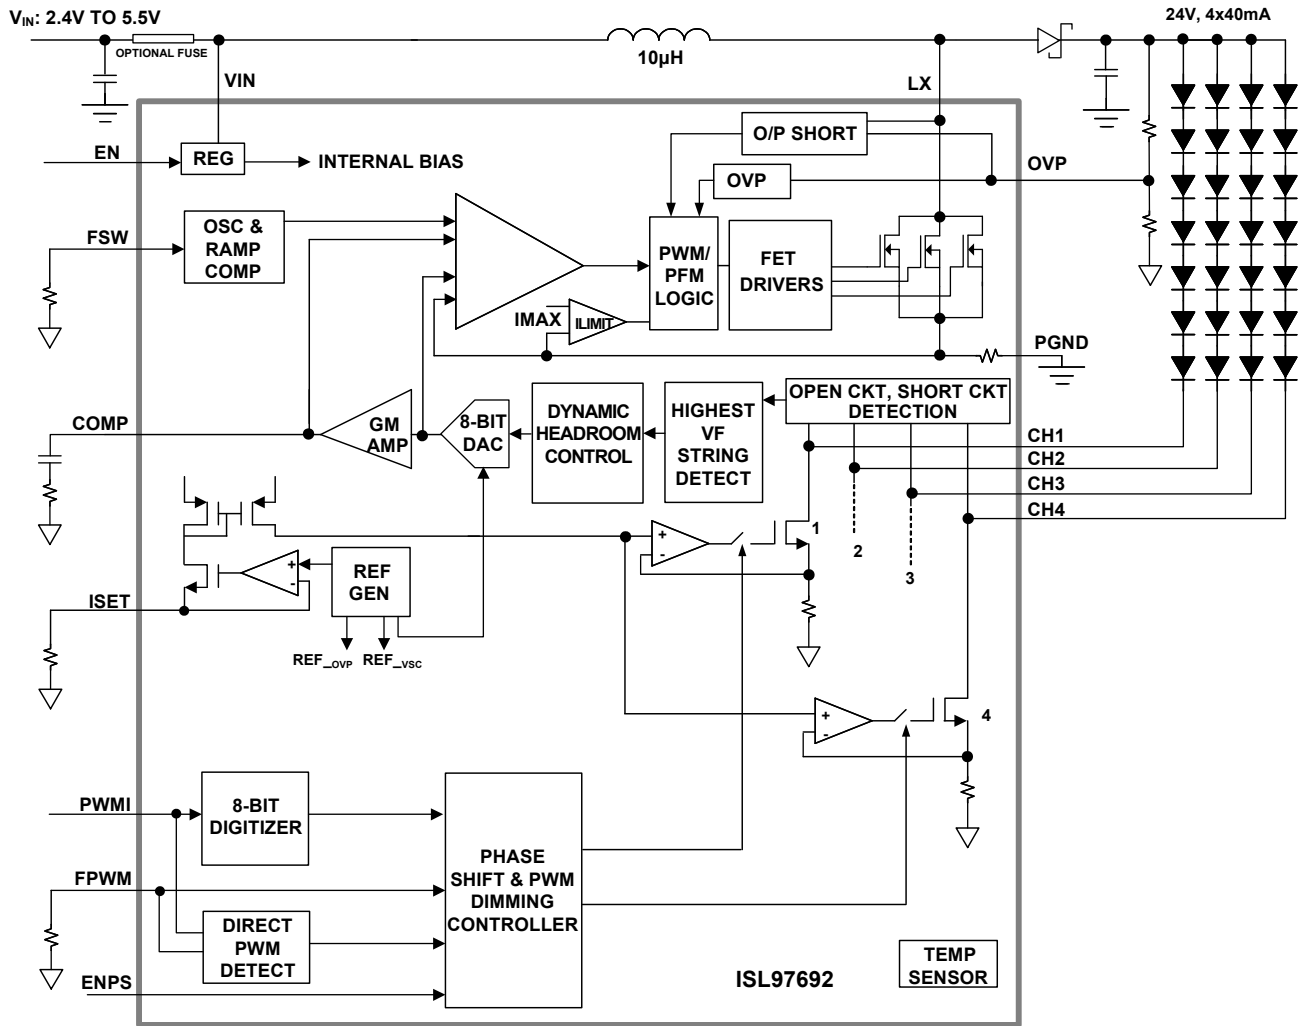 V_IN: 2.4V TO 5.5V
24V, 4x40mA
OPTIONAL FUSE
10µH
VIN
LX
O/P SHORT
EN
REG
INTERNAL BIAS
OVP
OVP
FSW
OSC &
RAMP
COMP
PWM/
PFM
LOGIC
FET
DRIVERS
IMAX
ILIMIT
PGND
COMP
GM
AMP
8-BIT
DAC
DYNAMIC
HEADROOM
CONTROL
HIGHEST
VF
STRING
DETECT
OPEN CKT, SHORT CKT
DETECTION
CH1
CH2
CH3
CH4
+
-
1
2
3
+
-
REF
GEN
ISET
REF_OVP
REF_VSC
+
-
4
PWMI
8-BIT
DIGITIZER
FPWM
PHASE
SHIFT & PWM
DIMMING
CONTROLLER
DIRECT
PWM
DETECT
ENPS
ISL97692
TEMP
SENSOR